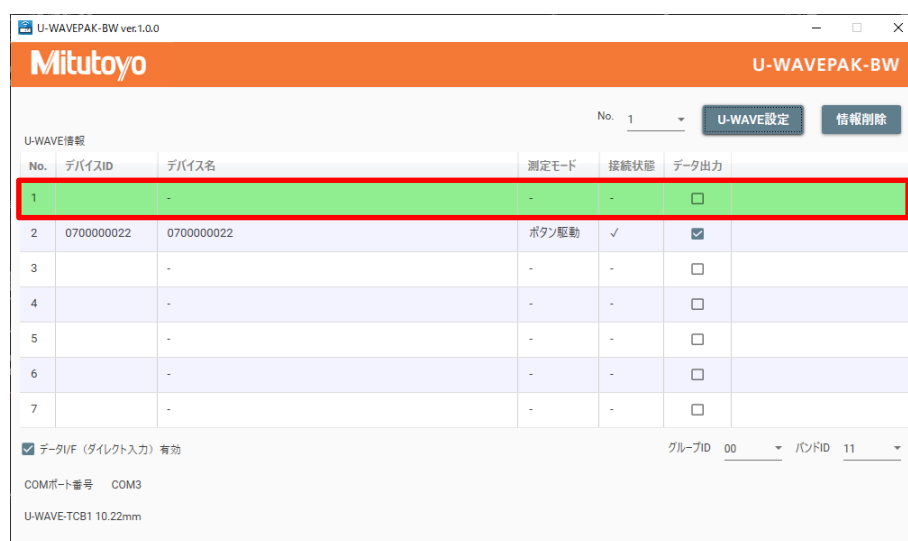 U-WAVEPAK-BW ver.1.0.0
Mitutoyo U-WAVEPAK-BW
No. 1 U-WAVE設定 情報削除
U-WAVE情報
No. デバイスID デバイス名 測定モード 接続状態 データ出力
1 - - -
2 0700000022 0700000022 ボタン駆動 ✓
3 - - -
4 - - -
5 - - -
6 - - -
7 - - -
データI/F（ダイレクト入力）有効 グループID 00 バンドID 11
COMポート番号 COM3
U-WAVE-TCB1 10.22mm